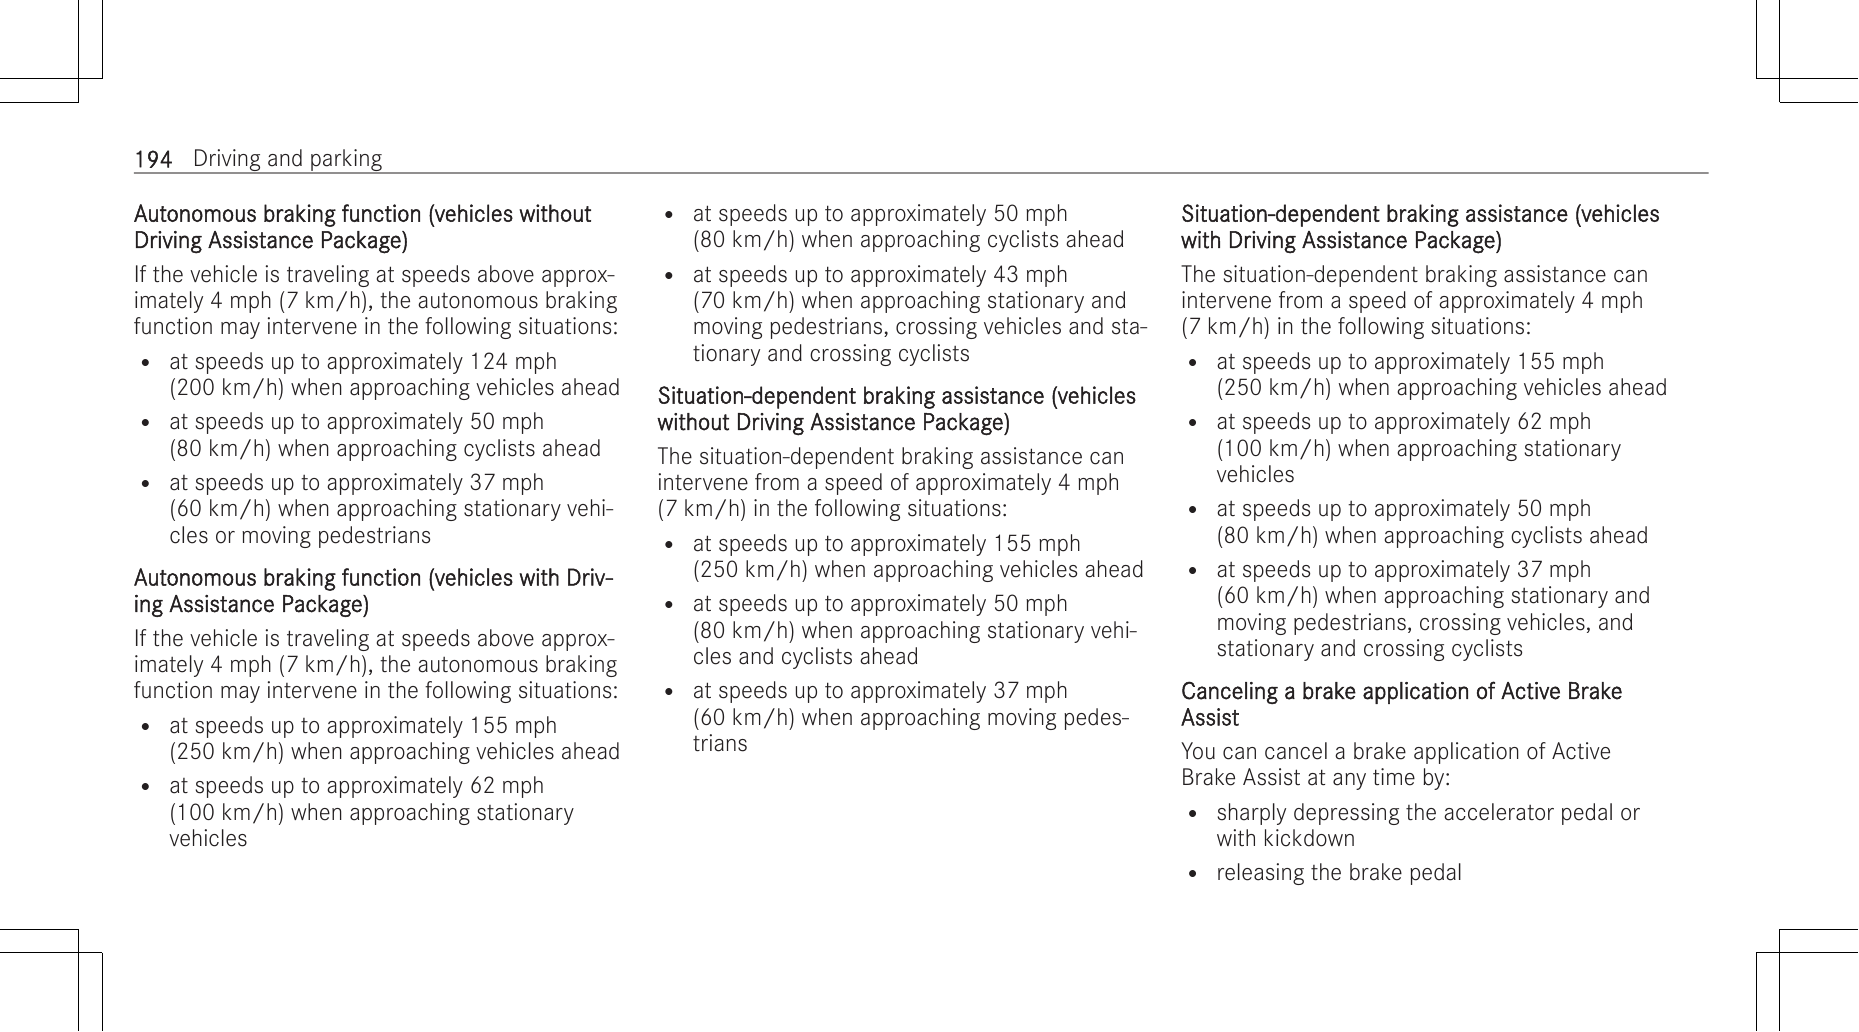 194 Driving and parking
Autonomous braking function (vehicles without
Driving Assistance Package)
If the vehicle is traveling at speeds above approx-
imately 4 mph (7 km/h), the autonomous braking
function may intervene in the following situations:
• at speeds up to approximately 124 mph
(200 km/h) when approaching vehicles ahead
• at speeds up to approximately 50 mph
(80 km/h) when approaching cyclists ahead
• at speeds up to approximately 37 mph
(60 km/h) when approaching stationary vehi-
cles or moving pedestrians
Autonomous braking function (vehicles with Driv-
ing Assistance Package)
If the vehicle is traveling at speeds above approx-
imately 4 mph (7 km/h), the autonomous braking
function may intervene in the following situations:
• at speeds up to approximately 155 mph
(250 km/h) when approaching vehicles ahead
• at speeds up to approximately 62 mph
(100 km/h) when approaching stationary
vehicles
• at speeds up to approximately 50 mph
(80 km/h) when approaching cyclists ahead
• at speeds up to approximately 43 mph
(70 km/h) when approaching stationary and
moving pedestrians, crossing vehicles and sta-
tionary and crossing cyclists
Situation-dependent braking assistance (vehicles
without Driving Assistance Package)
The situation-dependent braking assistance can
intervene from a speed of approximately 4 mph
(7 km/h) in the following situations:
• at speeds up to approximately 155 mph
(250 km/h) when approaching vehicles ahead
• at speeds up to approximately 50 mph
(80 km/h) when approaching stationary vehi-
cles and cyclists ahead
• at speeds up to approximately 37 mph
(60 km/h) when approaching moving pedes-
trians
Situation-dependent braking assistance (vehicles
with Driving Assistance Package)
The situation-dependent braking assistance can
intervene from a speed of approximately 4 mph
(7 km/h) in the following situations:
• at speeds up to approximately 155 mph
(250 km/h) when approaching vehicles ahead
• at speeds up to approximately 62 mph
(100 km/h) when approaching stationary
vehicles
• at speeds up to approximately 50 mph
(80 km/h) when approaching cyclists ahead
• at speeds up to approximately 37 mph
(60 km/h) when approaching stationary and
moving pedestrians, crossing vehicles, and
stationary and crossing cyclists
Canceling a brake application of Active Brake
Assist
You can cancel a brake application of Active
Brake Assist at any time by:
• sharply depressing the accelerator pedal or
with kickdown
• releasing the brake pedal